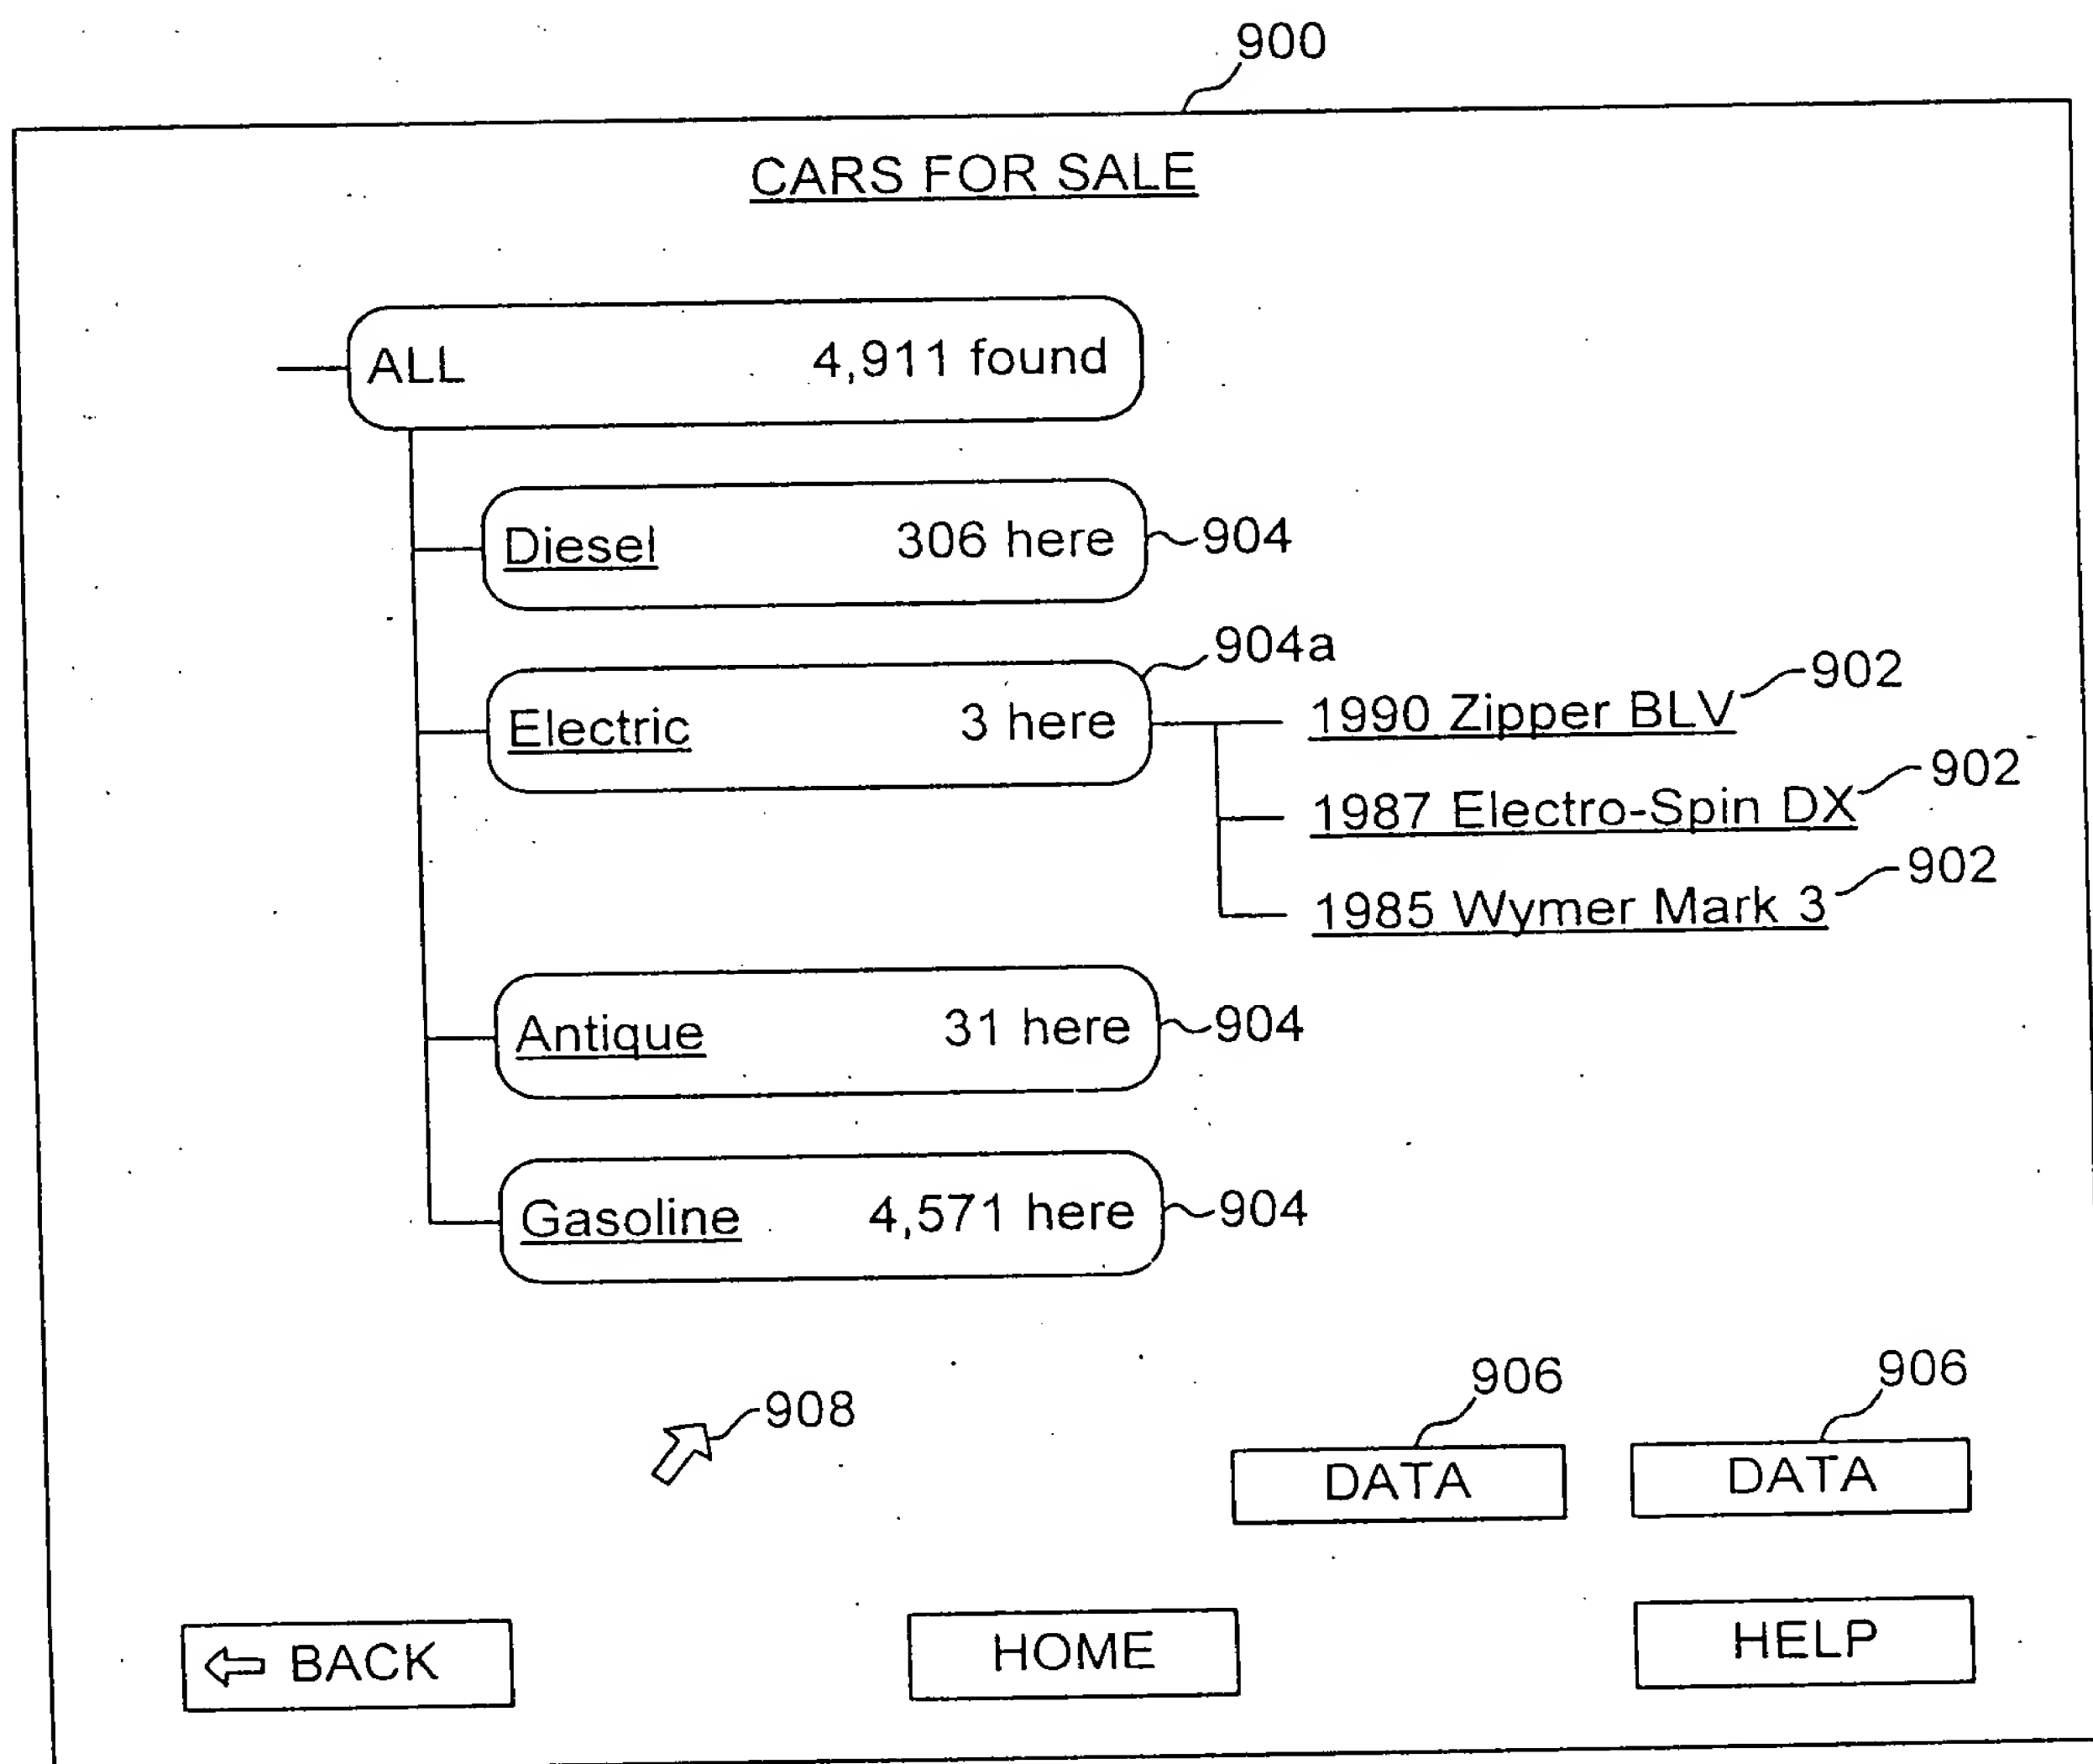 900
CARS FOR SALE
ALL 4,911 found
Diesel 306 here 904
904a
Electric 3 here
1990 Zipper BLV 902
1987 Electro-Spin DX 902
1985 Wymer Mark 3 902
Antique 31 here 904
Gasoline 4,571 here 904
908
906 906
DATA DATA
BACK HOME HELP